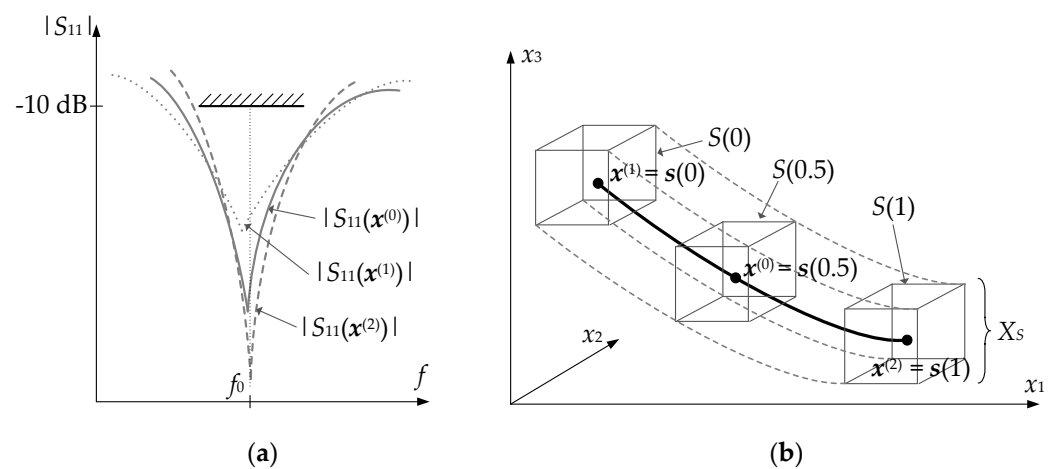 |S₁₁|
-10 dB
|S₁₁(x⁽⁰⁾)|
|S₁₁(x⁽¹⁾)|
|S₁₁(x⁽²⁾)|
f₀
f
(a)
x₃
S(0)
x⁽¹⁾ = s(0)
S(0.5)
S(1)
x⁽⁰⁾ = s(0.5)
x₂
X_S
x⁽²⁾ = s(1)
x₁
(b)